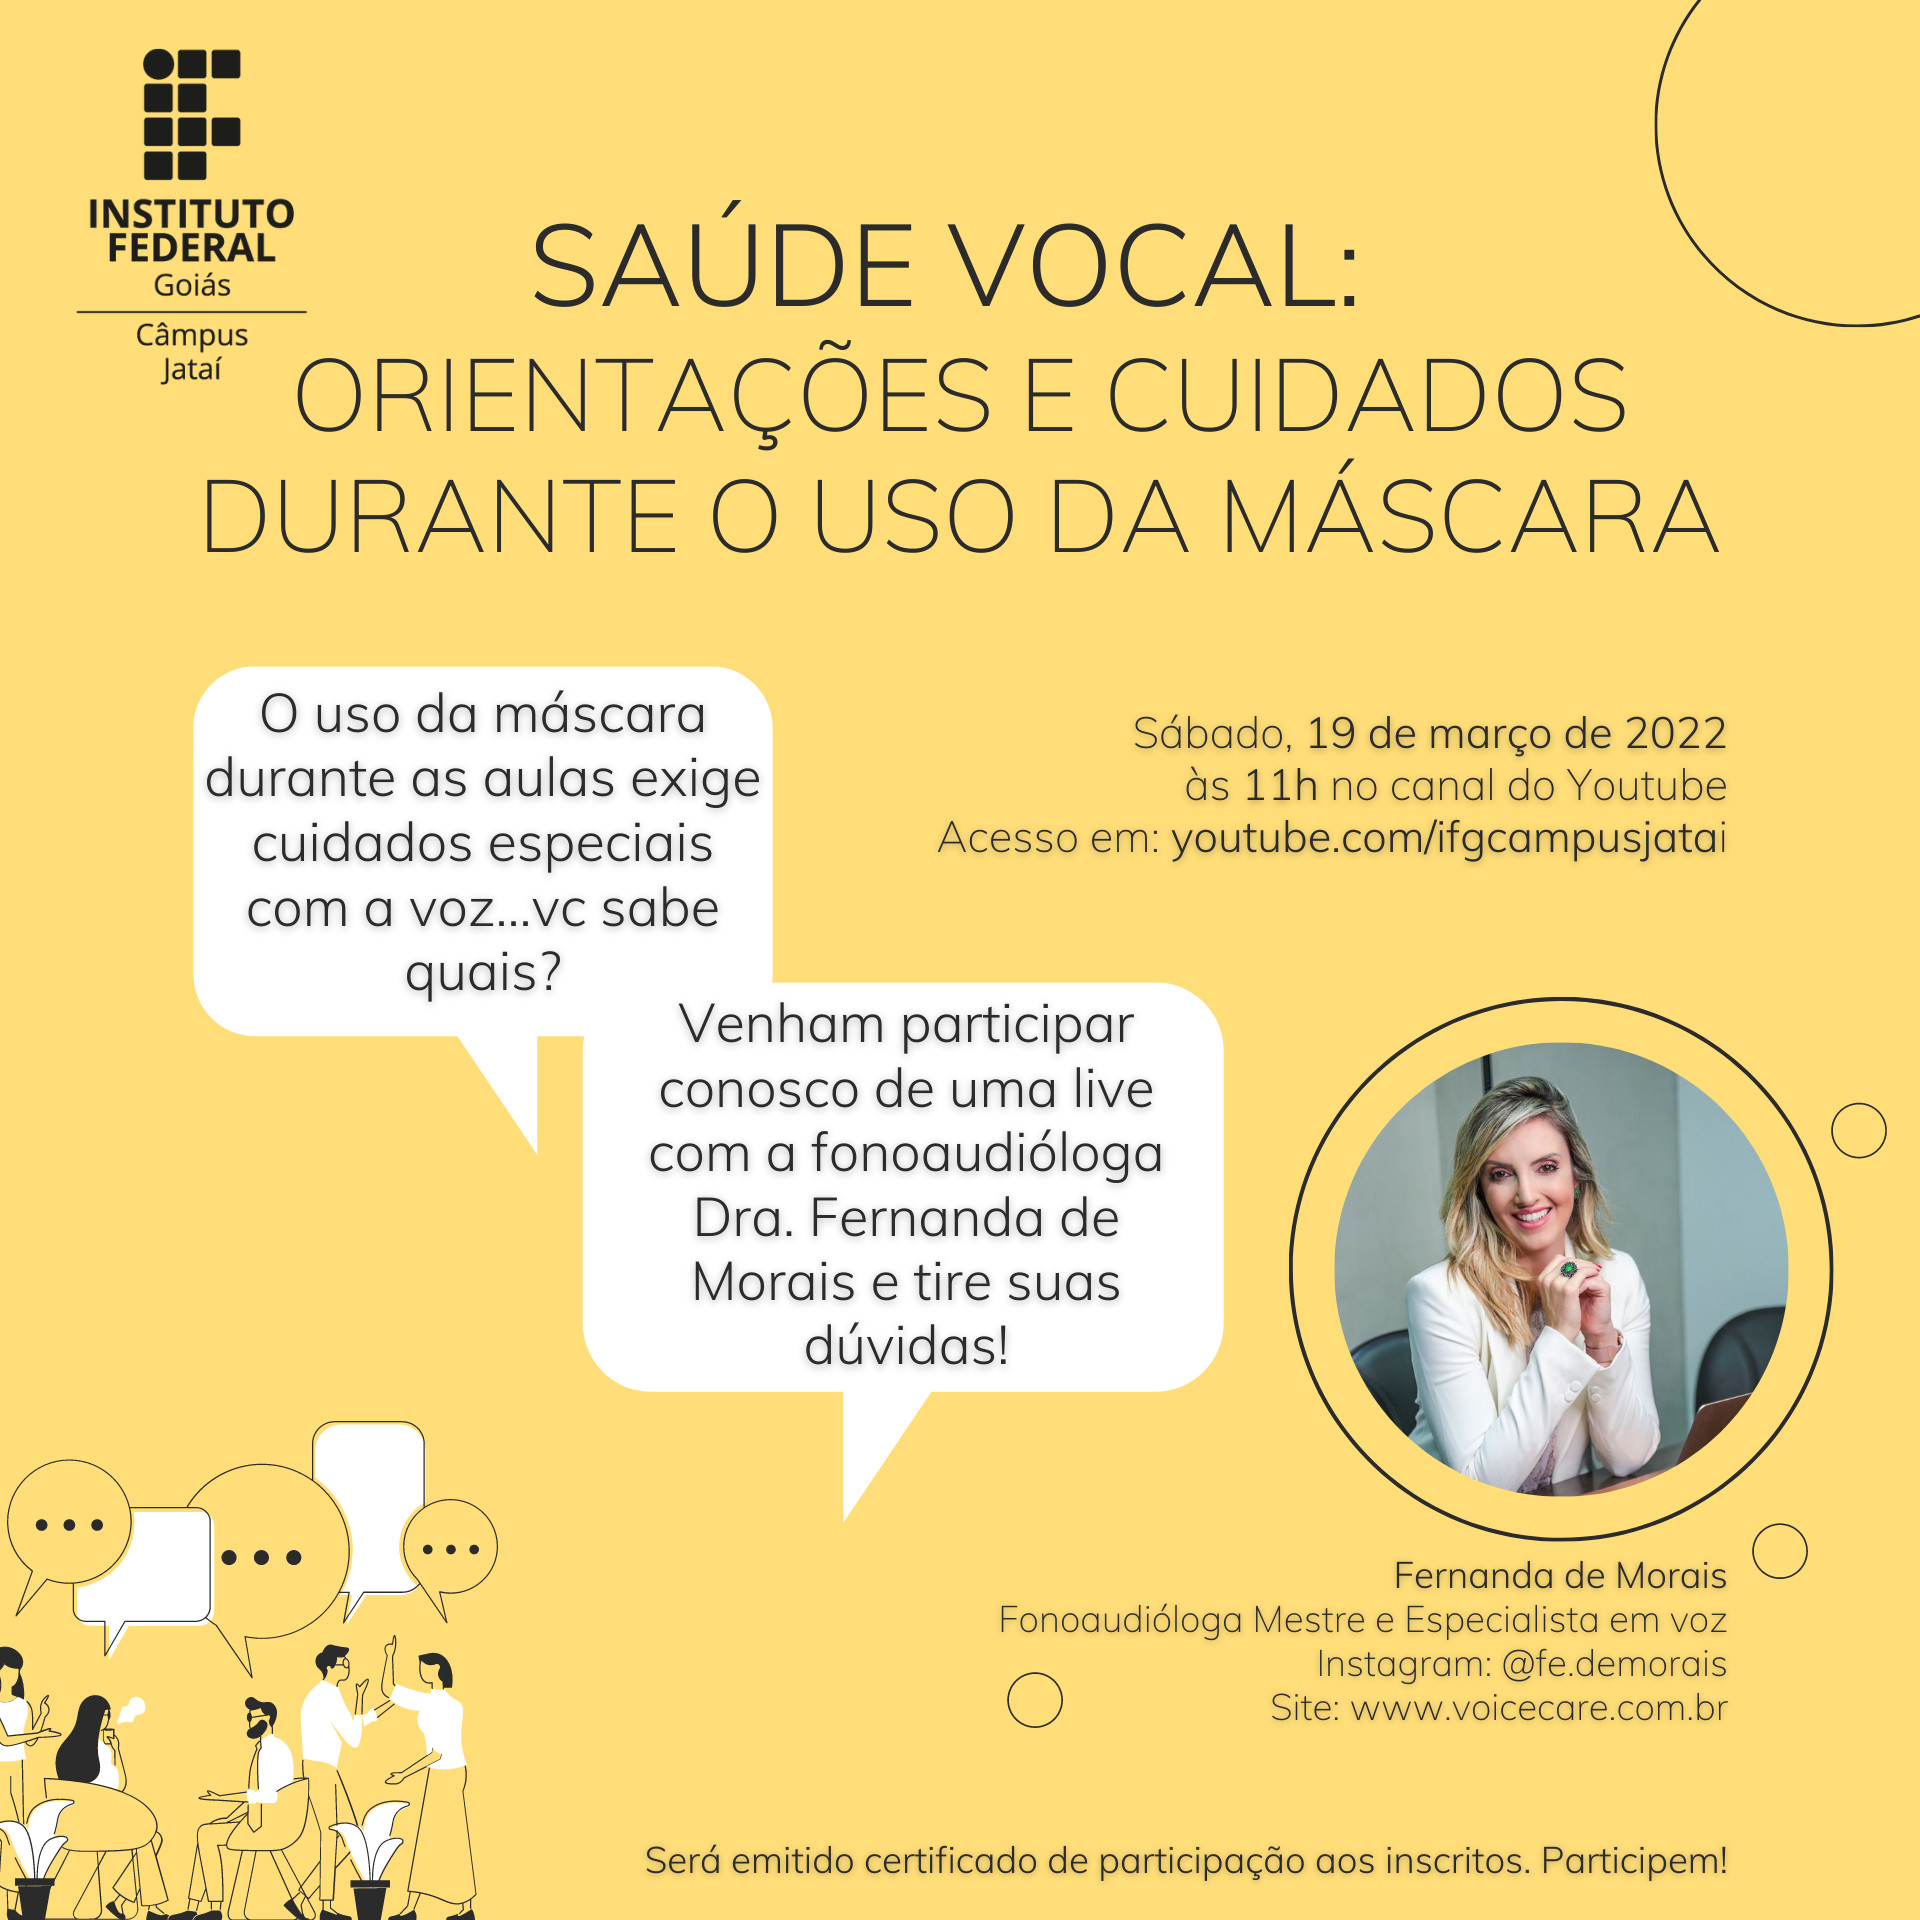 INSTITUTO
FEDERAL
Goiás
Câmpus
Jataí
SAÚDE VOCAL:
ORIENTAÇÕES E CUIDADOS
DURANTE O USO DA MÁSCARA
O uso da máscara
durante as aulas exige
cuidados especiais
com a voz...vc sabe
quais?
Sábado, 19 de março de 2022
às 11h no canal do Youtube
Acesso em: youtube.com/ifgcampusjatai
Venham participar
conosco de uma live
com a fonoaudióloga
Dra. Fernanda de
Morais e tire suas
dúvidas!
Fernanda de Morais
Fonoaudióloga Mestre e Especialista em voz
Instagram: @fe.demorais
Site: www.voicecare.com.br
Será emitido certificado de participação aos inscritos. Participem!